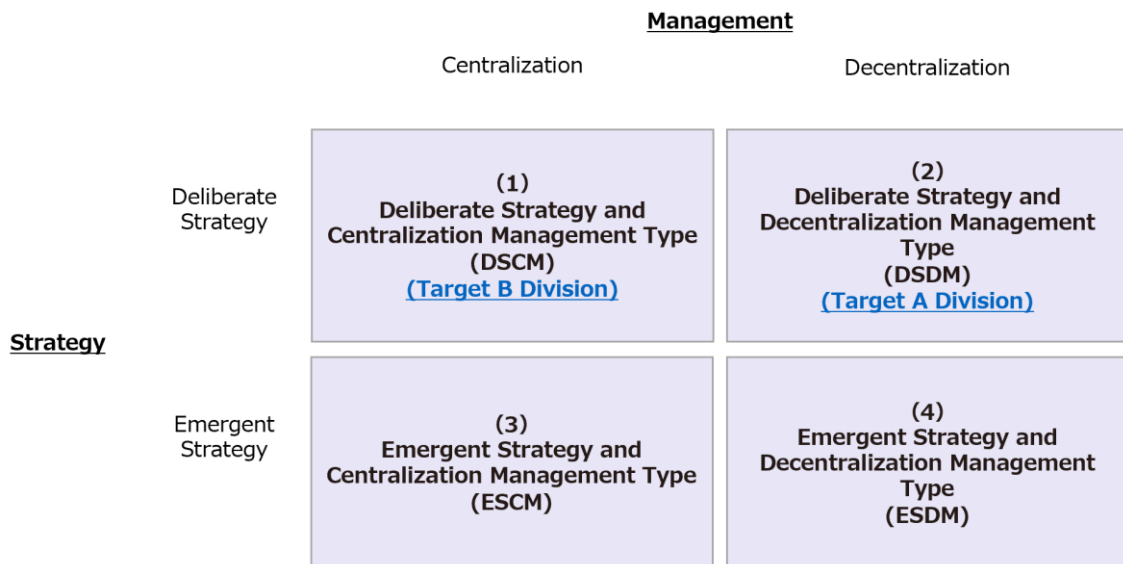 Management
Centralization
Decentralization
Strategy
Deliberate
Strategy
(1)
Deliberate Strategy and
Centralization Management Type
(DSCM)
(Target B Division)
(2)
Deliberate Strategy and
Decentralization Management
Type
(DSDM)
(Target A Division)
Emergent
Strategy
(3)
Emergent Strategy and
Centralization Management Type
(ESCM)
(4)
Emergent Strategy and
Decentralization Management
Type
(ESDM)